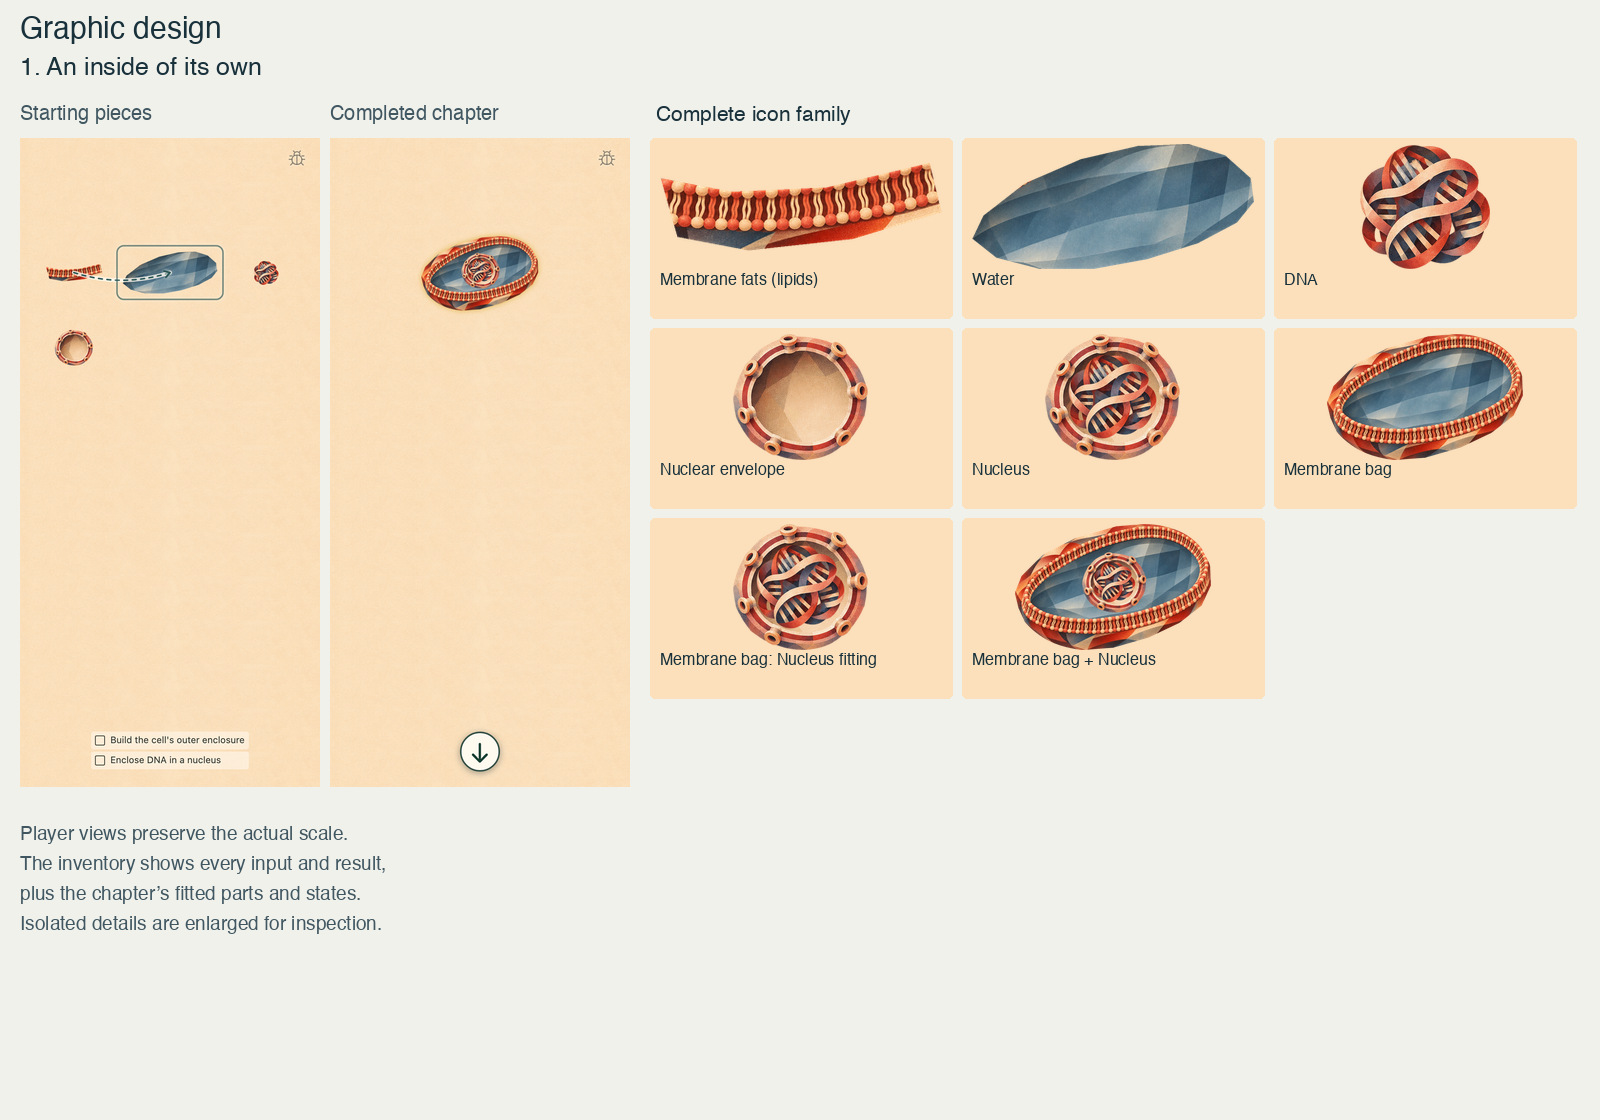 Graphic design
1. An inside of its own
Starting pieces
Completed chapter
Complete icon family
Membrane fats (lipids)
Water
DNA
Nuclear envelope
Nucleus
Membrane bag
Membrane bag: Nucleus fitting
Membrane bag + Nucleus
Build the cell's outer enclosure
Enclose DNA in a nucleus
Player views preserve the actual scale.
The inventory shows every input and result,
plus the chapter’s fitted parts and states.
Isolated details are enlarged for inspection.